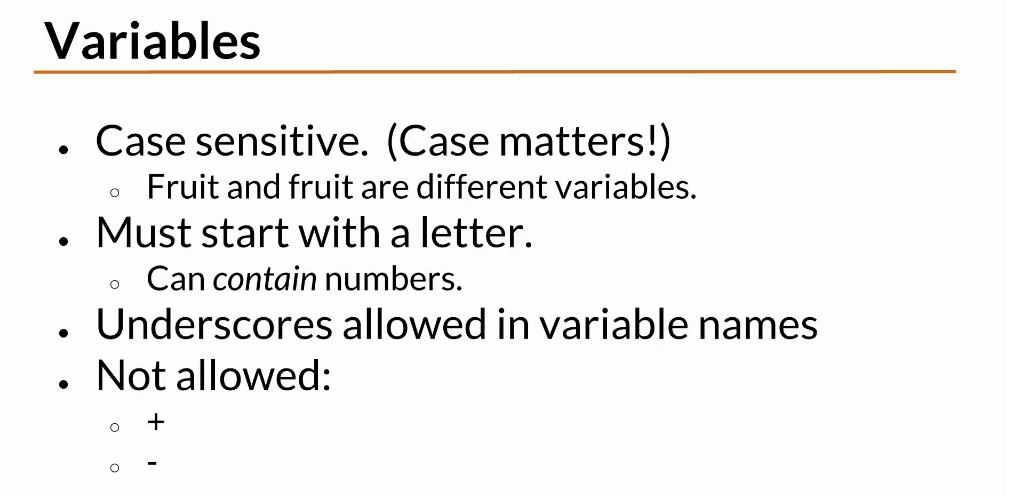 Variables
• Case sensitive.  (Case matters!)
○ Fruit and fruit are different variables.
• Must start with a letter.
○ Can contain numbers.
• Underscores allowed in variable names
• Not allowed:
○ +
○ -